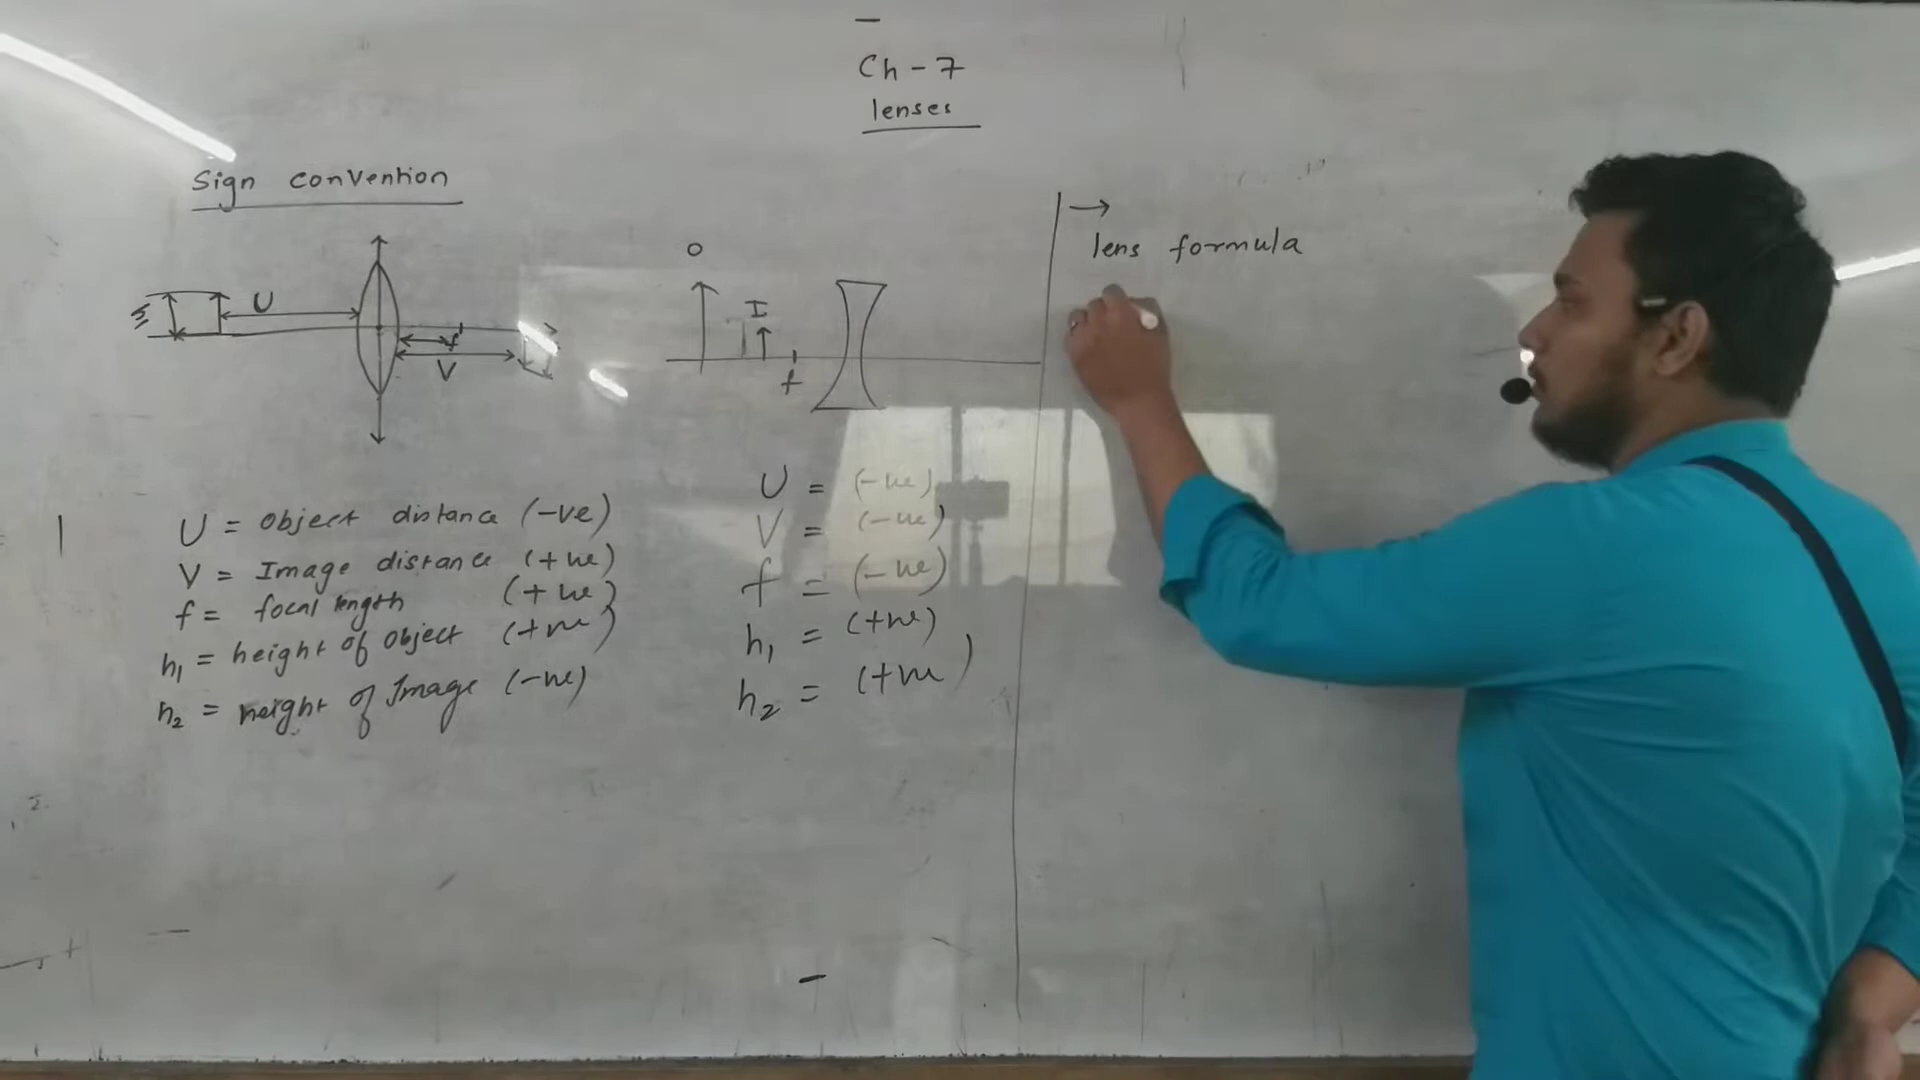 Ch - 7
lenses
Sign convention
U
f
V
O
I
f
U = object distance (-ve)
V = Image distance (+ve)
f = focal length (+ve)
h1 = height of object (+ve)
h2 = height of Image (-ve)
U = (-ve)
V = (-ve)
f = (-ve)
h1 = (+ve)
h2 = (+ve)
→
lens formula